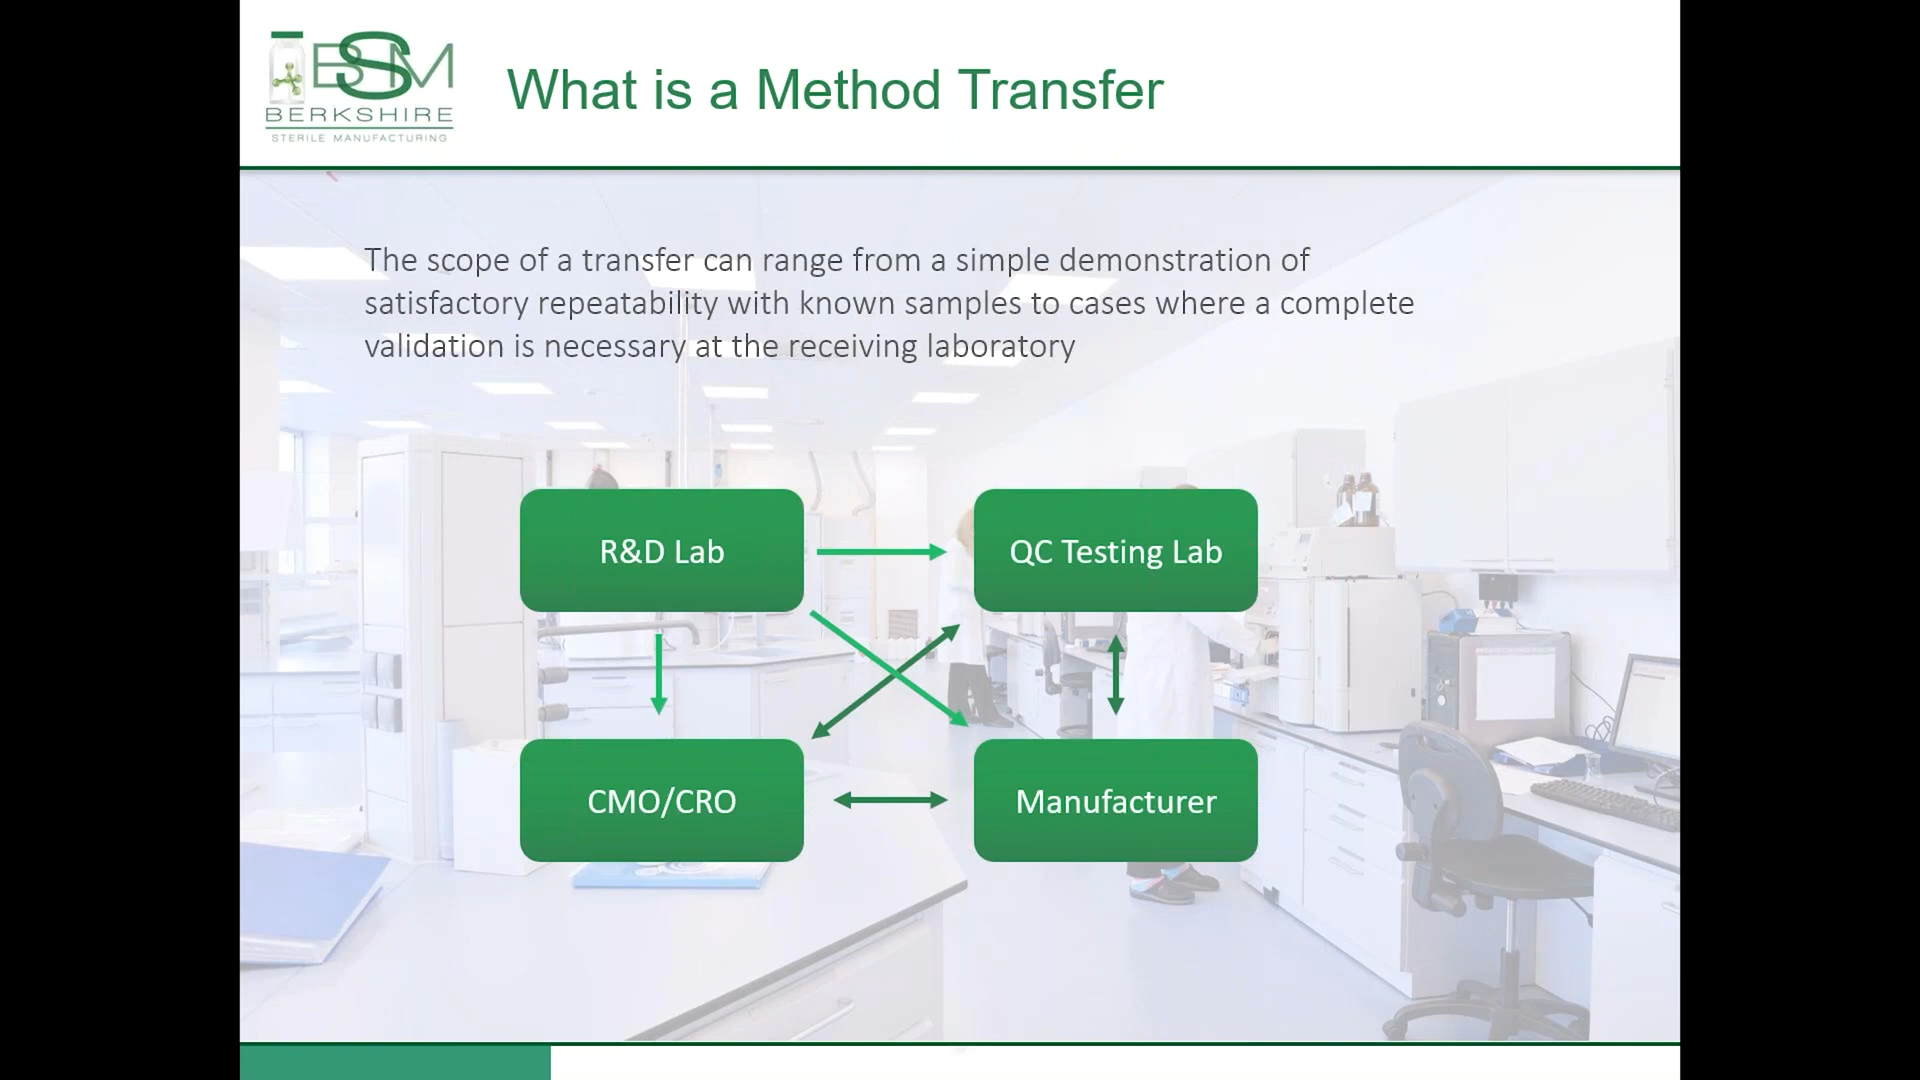 BSM
BERKSHIRE
STERILE MANUFACTURING
What is a Method Transfer
The scope of a transfer can range from a simple demonstration of
satisfactory repeatability with known samples to cases where a complete
validation is necessary at the receiving laboratory
R&D Lab
QC Testing Lab
CMO/CRO
Manufacturer